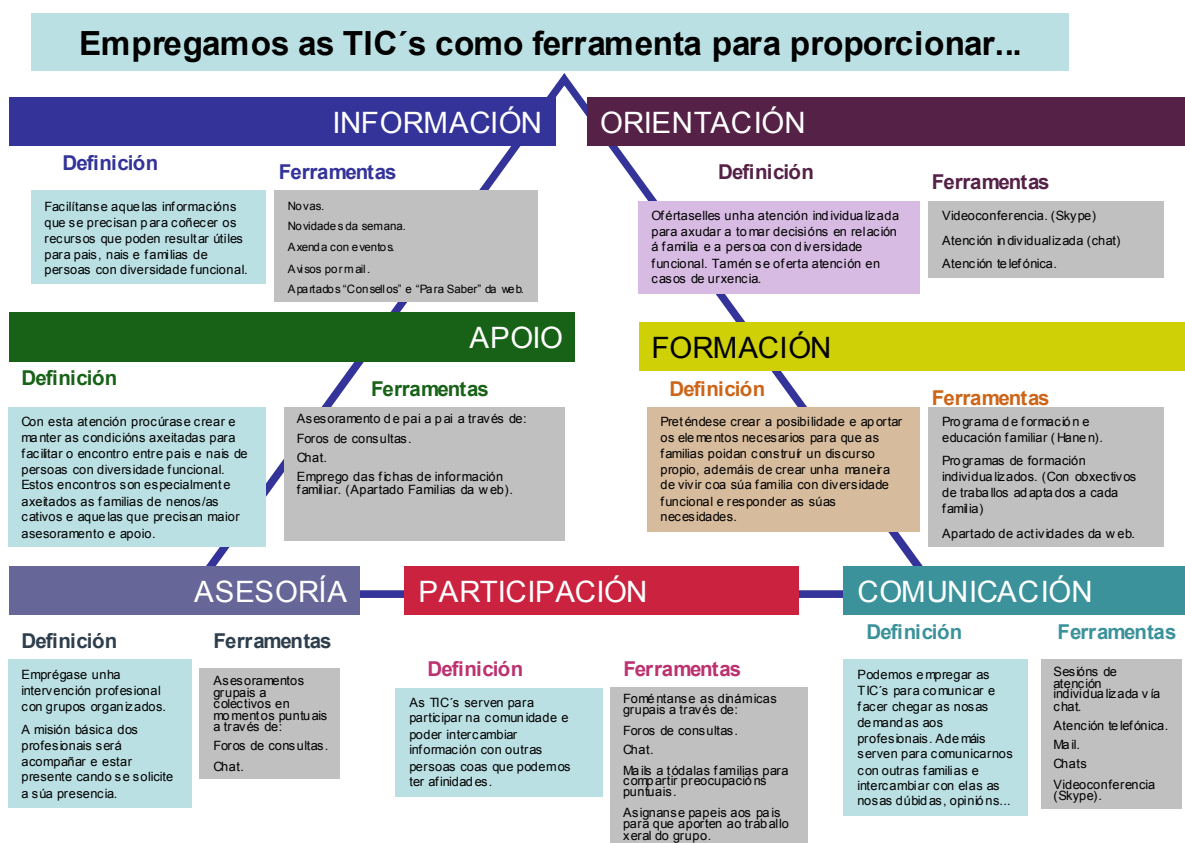 Empregamos as TIC´s como ferramenta para proporcionar...
INFORMACIÓN
Definición
Facilítanse aquelas informacións
que se precisan para coñecer os
recursos que poden resultar útiles
para pais, nais e familias de
persoas con diversidade funcional.
Ferramentas
Novas.
Novidades da semana.
Axenda con eventos.
Avisos por mail.
Apartados “Consellos” e “Para Saber” da web.
ORIENTACIÓN
Definición
Ofértaselles unha atención individualizada
para axudar a tomar decisións en relación
á familia e a persoa con diversidade
funcional. Tamén se oferta atención en
casos de urxencia.
Ferramentas
Videoconferencia. (Skype)
Atención individualizada (chat)
Atención telefónica.
APOIO
Definición
Con esta atención procúrase crear e
manter as condicións axeitadas para
facilitar o encontro entre pais e nais de
persoas con diversidade funcional.
Estos encontros son especialmente
axeitados as familias de nenos/as
cativos e aquelas que precisan maior
asesoramento e apoio.
Ferramentas
Asesoramento de pai a pai a través de:
Foros de consultas.
Chat.
Emprego das fichas de información
familiar. (Apartado Familias da web).
FORMACIÓN
Definición
Preténdese crear a posibilidade e aportar
os elementos necesarios para que as
familias poidan construír un discurso
propio, ademáis de crear unha maneira
de vivir coa súa familia con diversidade
funcional e responder as súas
necesidades.
Ferramentas
Programa de formación e
educación familiar (Hanen).
Programas de formación
individualizados. (Con obxectivos
de traballos adaptados a cada
familia)
Apartado de actividades da web.
ASESORÍA
Definición
Emprégase unha
intervención profesional
con grupos organizados.
A misión básica dos
profesionais será
acompañar e estar
presente cando se solicite
a súa presencia.
Ferramentas
Asesoramentos
grupais a
colectivos en
momentos puntuais
a través de:
Foros de consultas.
Chat.
PARTICIPACIÓN
Definición
As TIC´s serven para
participar na comunidade e
poder intercambiar
información con outras
persoas coas que podemos
ter afinidades.
Ferramentas
Foméntanse as dinámicas
grupais a través de:
Foros de consultas.
Chat.
Mails a tódalas familias para
compartir preocupacións
puntuais.
Asignanse papeis aos pais
para que aporten ao traballo
xeral do grupo.
COMUNICACIÓN
Definición
Podemos empregar as
TIC´s para comunicar e
facer chegar as nosas
demandas aos
profesionais. Ademáis
serven para comunicarnos
con outras familias e
intercambiar con elas as
nosas dúbidas, opinións...
Ferramentas
Sesións de
atención
individualizada vía
chat.
Atención telefónica.
Mail.
Chats
Videoconferencia
(Skype).